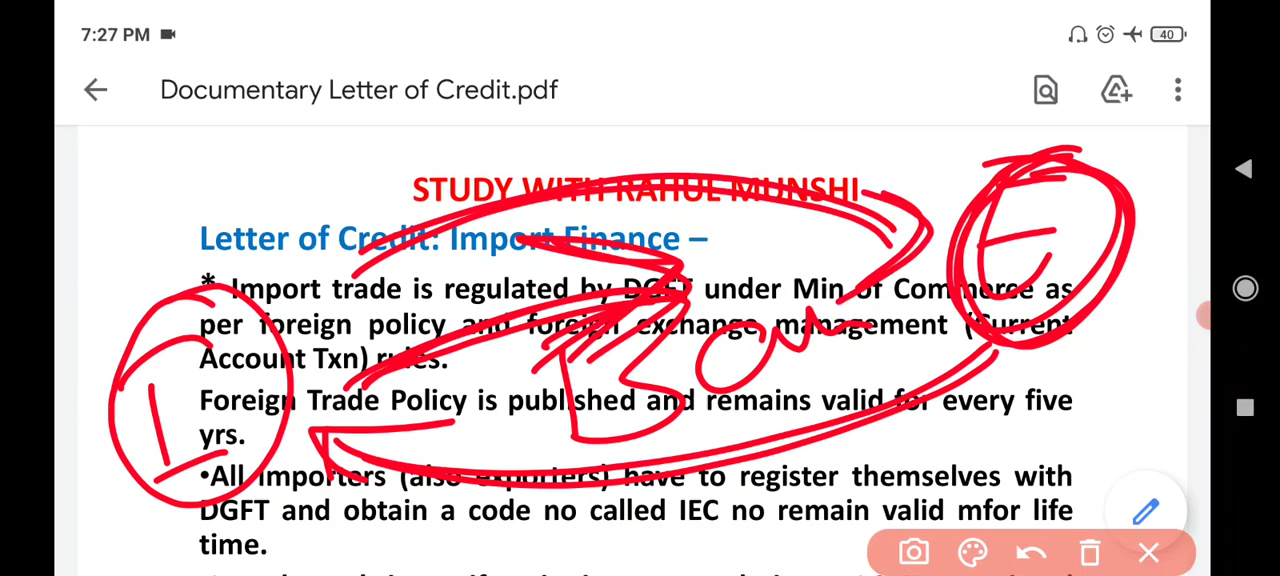 7:27 PM
40
Documentary Letter of Credit.pdf
STUDY WITH RAHUL MUNSHI
Letter of Credit: Import Finance –
* Import trade is regulated by DGFT under Min of Commerce as
per foreign policy and foreign exchange management (Current
Account Txn) rules.
Foreign Trade Policy is published and remains valid for every five
yrs.
•All importers (also exporters) have to register themselves with
DGFT and obtain a code no called IEC no remain valid mfor life
time.
I
E